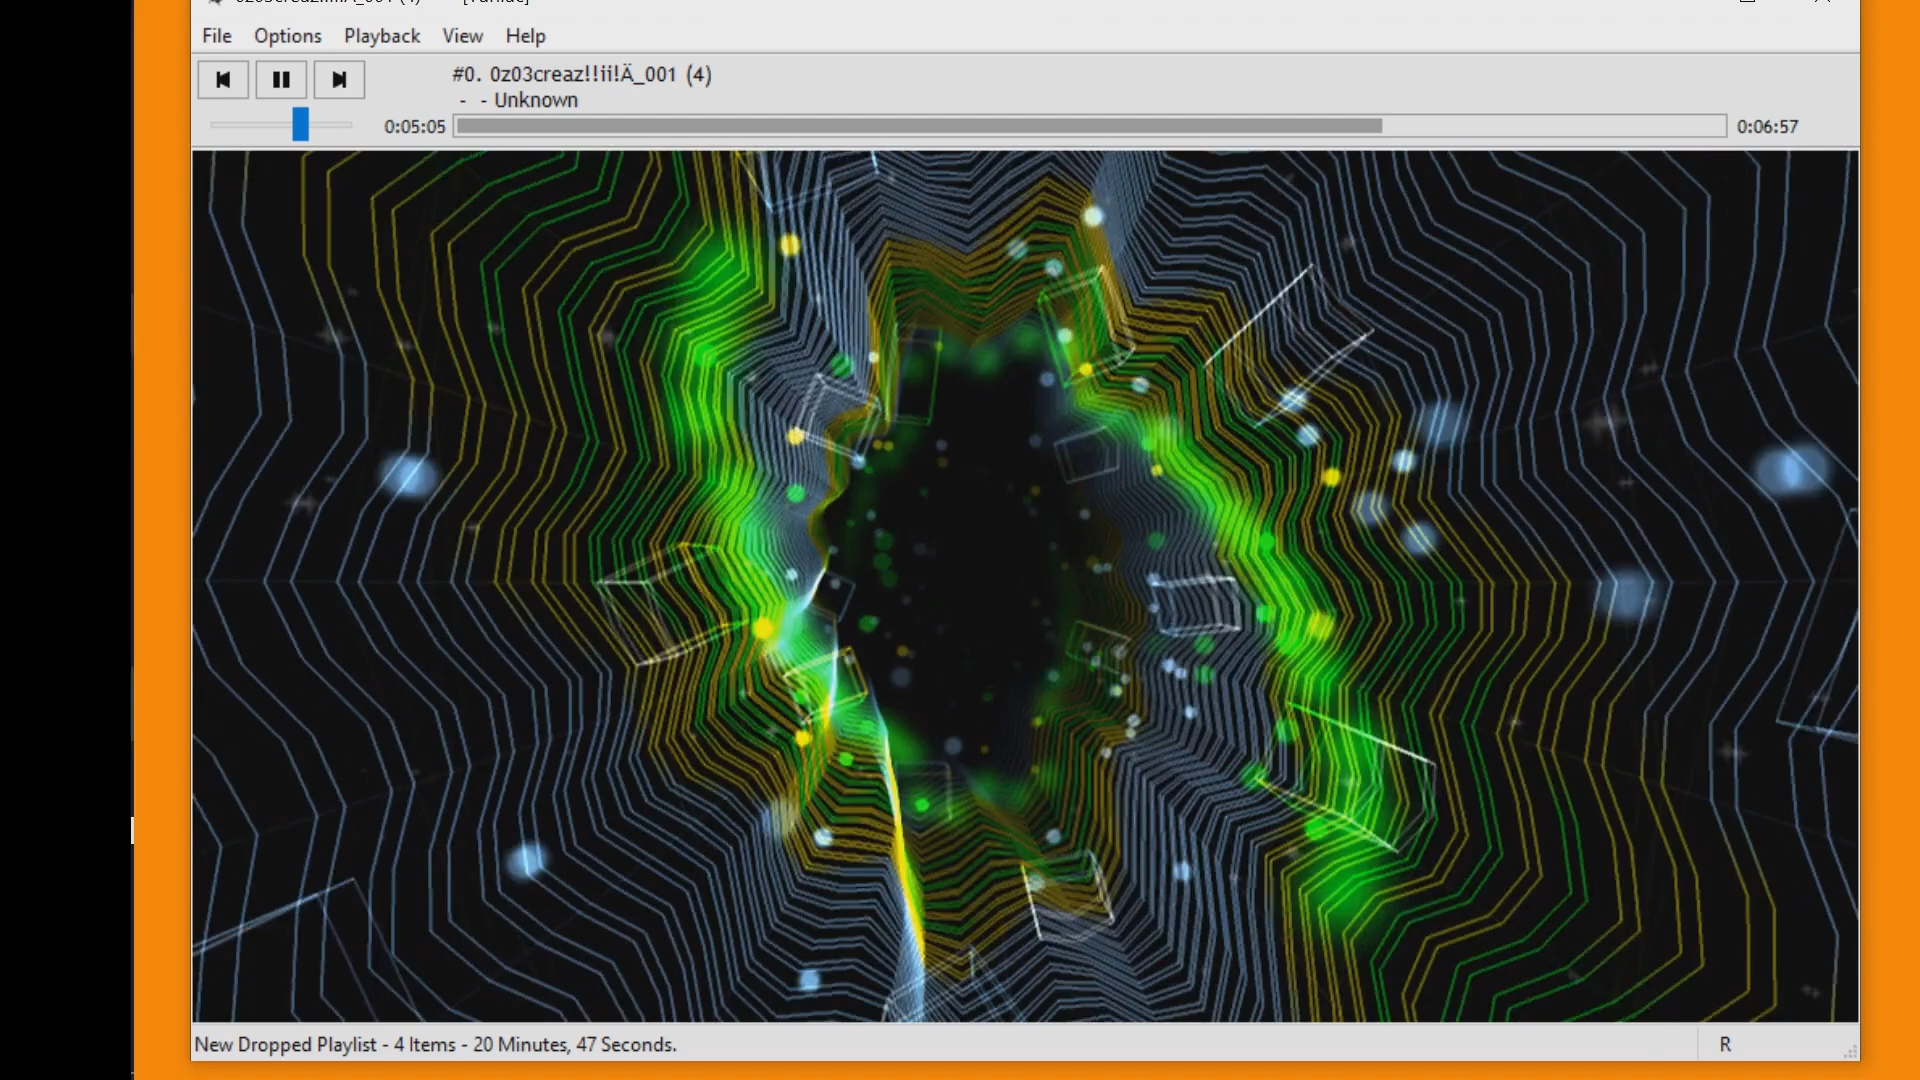 File Options Playback View Help
#0. 0z03creaz!!ii!Ä_001 (4)
- - Unknown
0:05:05 0:06:57
New Dropped Playlist - 4 Items - 20 Minutes, 47 Seconds. R